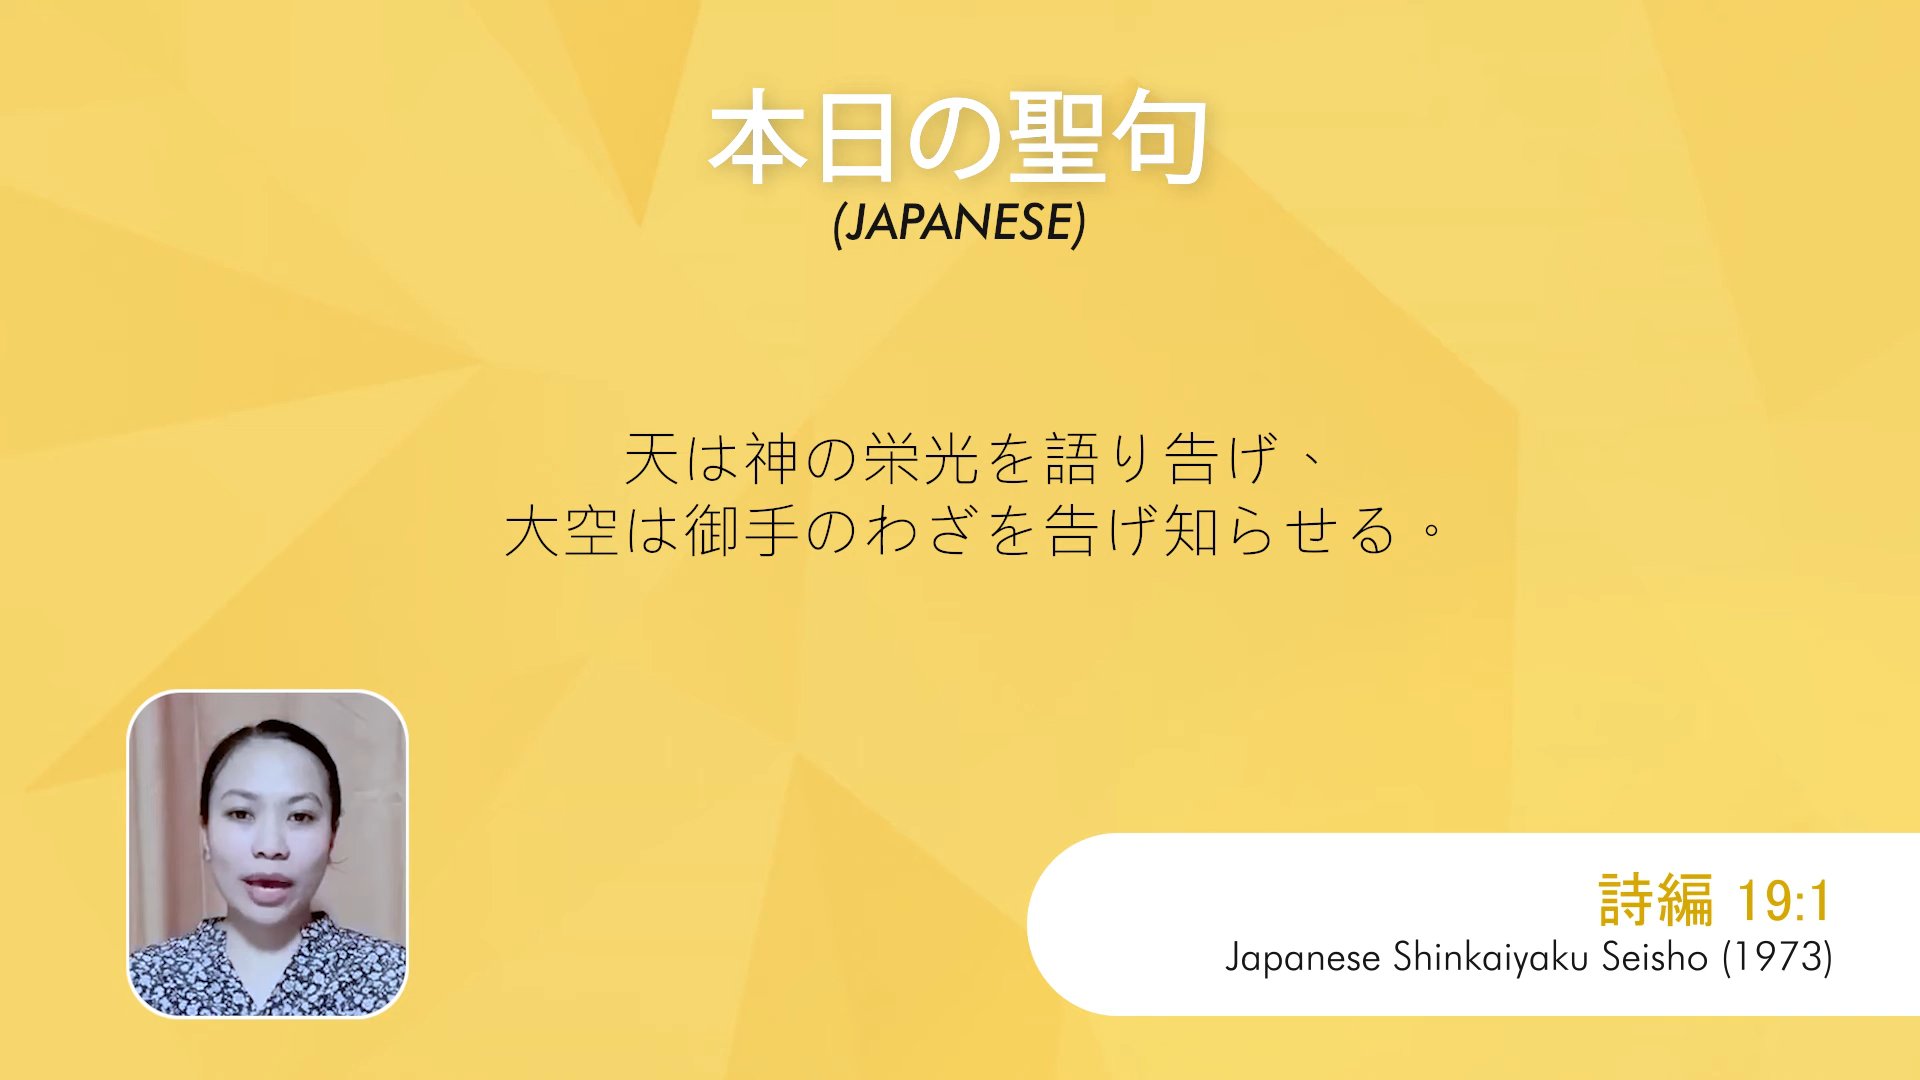 本日の聖句
(JAPANESE)
天は神の栄光を語り告げ、
大空は御手のわざを告げ知らせる。
詩編 19:1
Japanese Shinkaiyaku Seisho (1973)